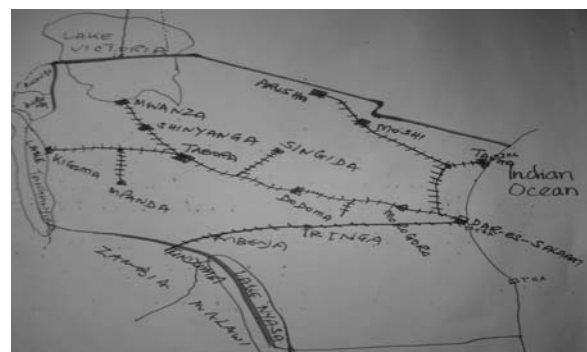 LAKE
VICTORIA
ARUSHA
MWANZA
MOSHI
SHINYANGA
SINGIDA
TABORA
TANGA
Indian
Ocean
KIGOMA
MPANDA
DODOMA
MOROGORO
DAR-ES-SALAAM
IRINGA
MBEYA
ZAMBIA
MALAWI
LAKE NYASA